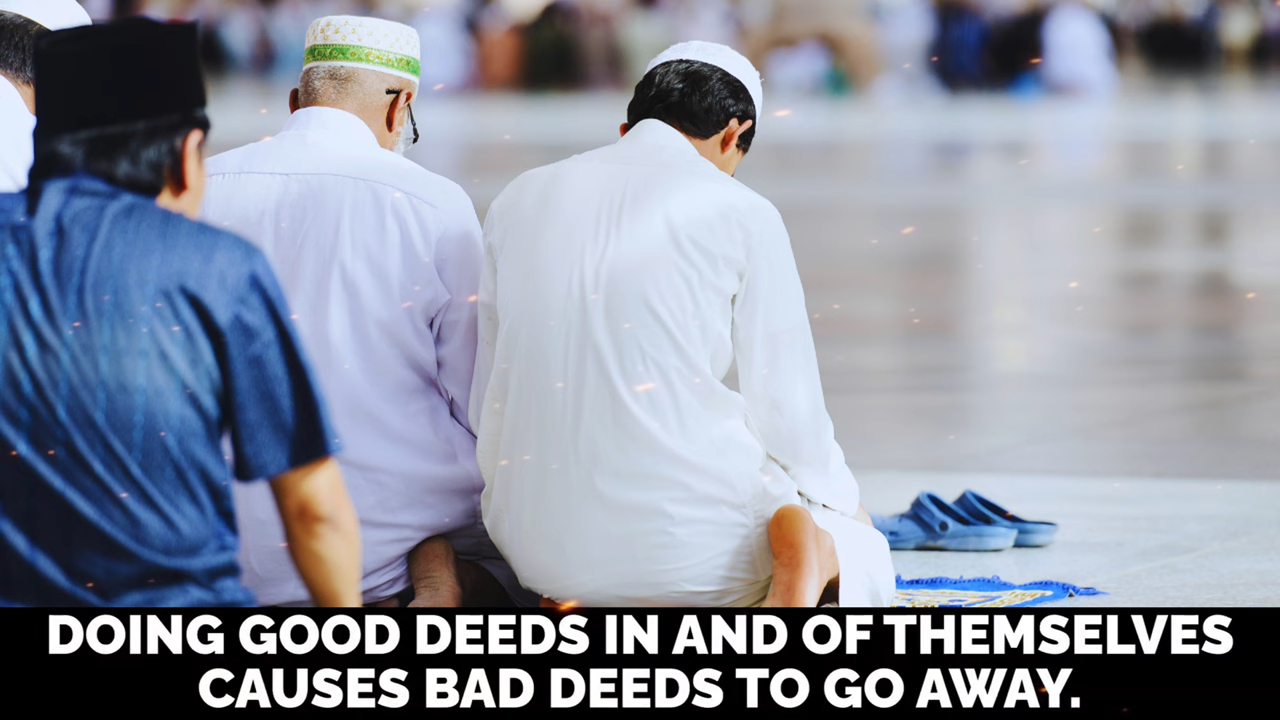 DOING GOOD DEEDS IN AND OF THEMSELVES
CAUSES BAD DEEDS TO GO AWAY.